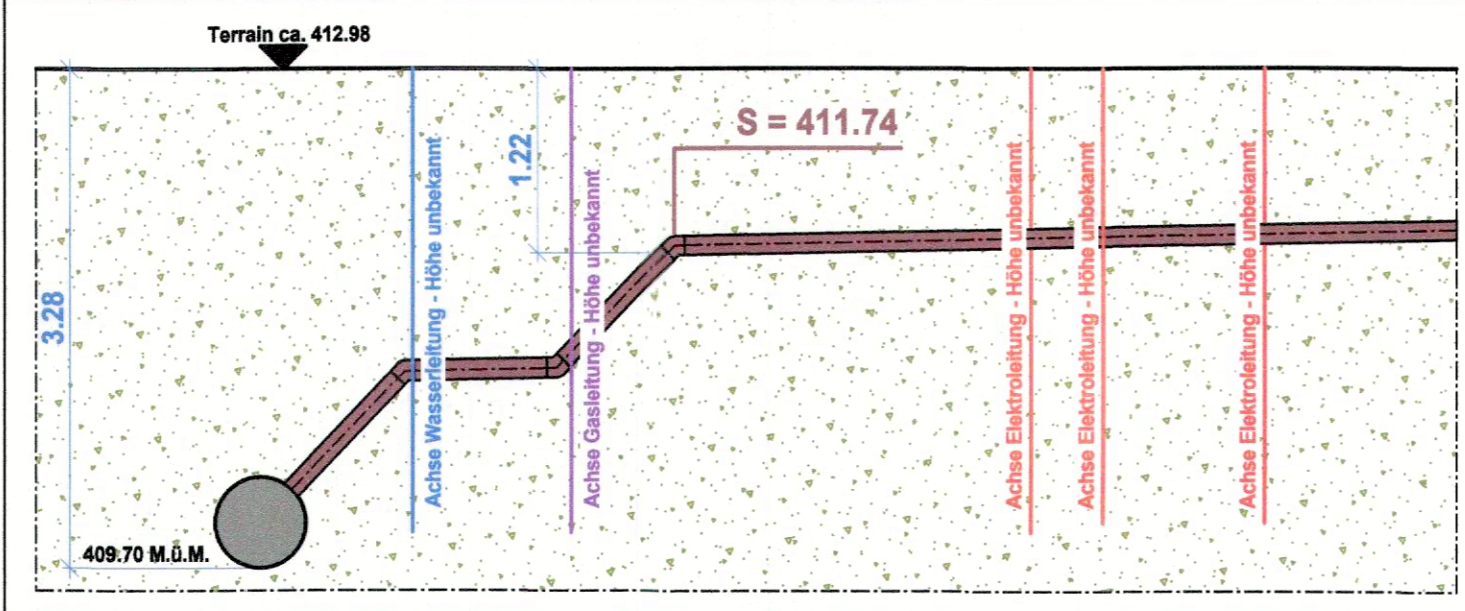 Terrain ca. 412.98
S = 411.74
1.22
3.28
Achse Wasserleitung - Höhe unbekannt
Achse Gasleitung - Höhe unbekannt
Achse Elektroleitung - Höhe unbekannt
Achse Elektroleitung - Höhe unbekannt
Achse Elektroleitung - Höhe unbekannt
409.70 M.ü.M.